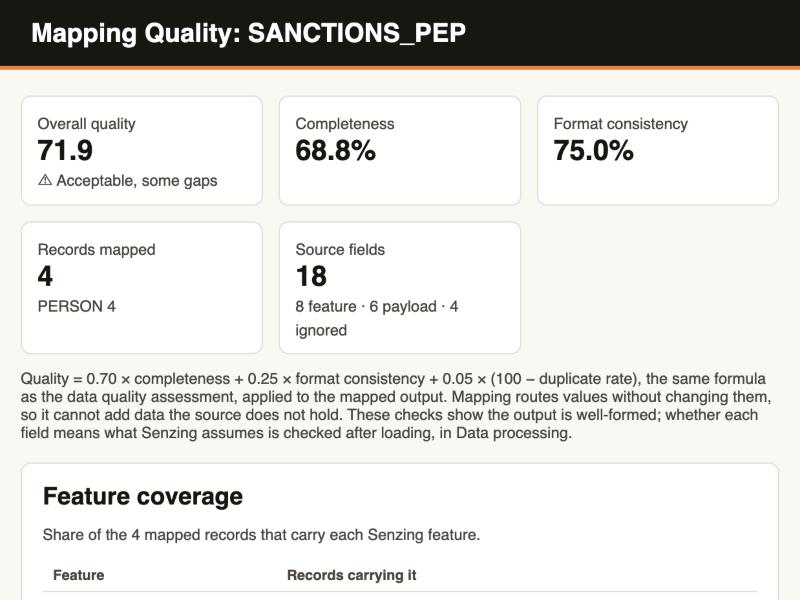 Mapping Quality: SANCTIONS_PEP
Overall quality
71.9
⚠ Acceptable, some gaps
Completeness
68.8%
Format consistency
75.0%
Records mapped
4
PERSON 4
Source fields
18
8 feature · 6 payload · 4
ignored
Quality = 0.70 × completeness + 0.25 × format consistency + 0.05 × (100 − duplicate rate), the same formula
as the data quality assessment, applied to the mapped output. Mapping routes values without changing them,
so it cannot add data the source does not hold. These checks show the output is well-formed; whether each
field means what Senzing assumes is checked after loading, in Data processing.
Feature coverage
Share of the 4 mapped records that carry each Senzing feature.
Feature Records carrying it